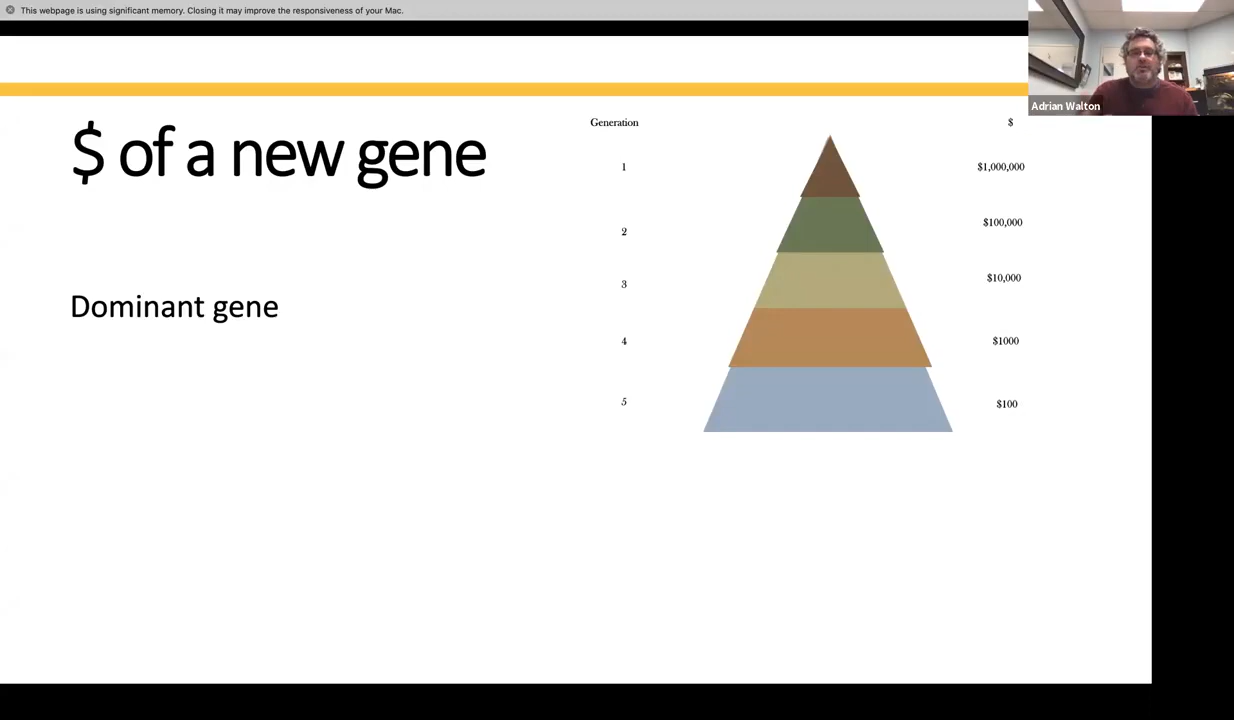 This webpage is using significant memory. Closing it may improve the responsiveness of your Mac.
Adrian Walton
$ of a new gene
Dominant gene
Generation $
1 $1,000,000
2 $100,000
3 $10,000
4 $1000
5 $100